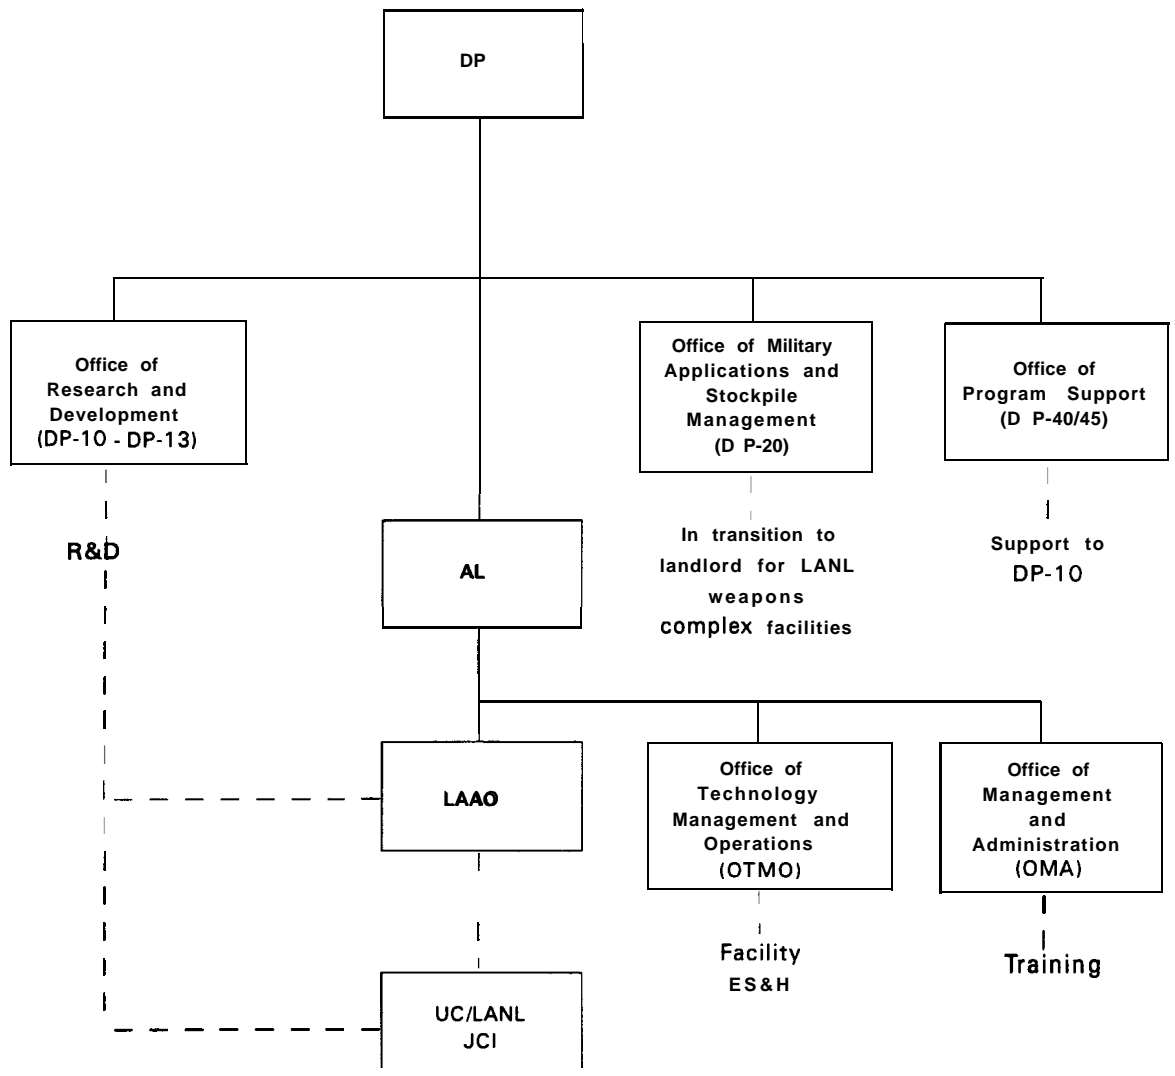 DP
Office of
Research and
Development
(DP-10 - DP-13)
Office of Military
Applications and
Stockpile
Management
(D P-20)
Office of
Program Support
(D P-40/45)
R&D
AL
In transition to
landlord for LANL
weapons
complex facilities
Support to
DP-10
LAAO
Office of
Technology
Management and
Operations
(OTMO)
Office of
Management
and
Administration
(OMA)
Facility
ES&H
Training
UC/LANL
JCI